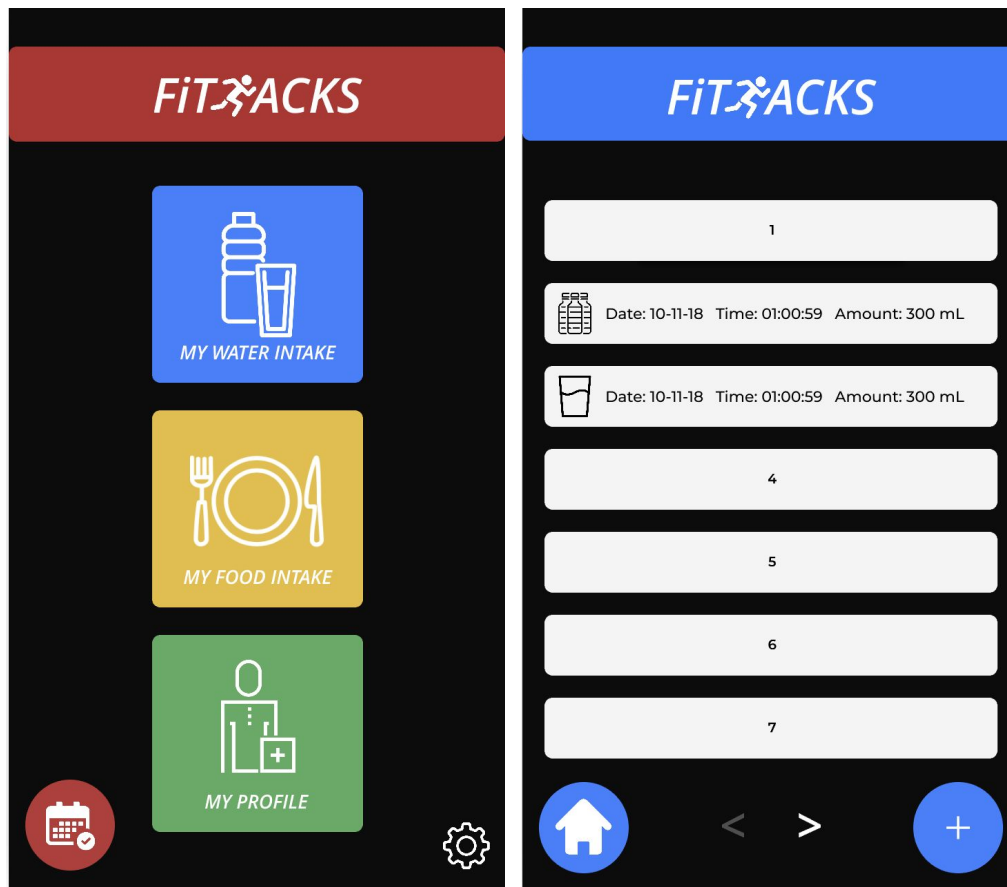 FiTRACKS
MY WATER INTAKE
MY FOOD INTAKE
MY PROFILE
FiTRACKS
1
Date: 10-11-18 Time: 01:00:59 Amount: 300 mL
Date: 10-11-18 Time: 01:00:59 Amount: 300 mL
4
5
6
7
< >
+